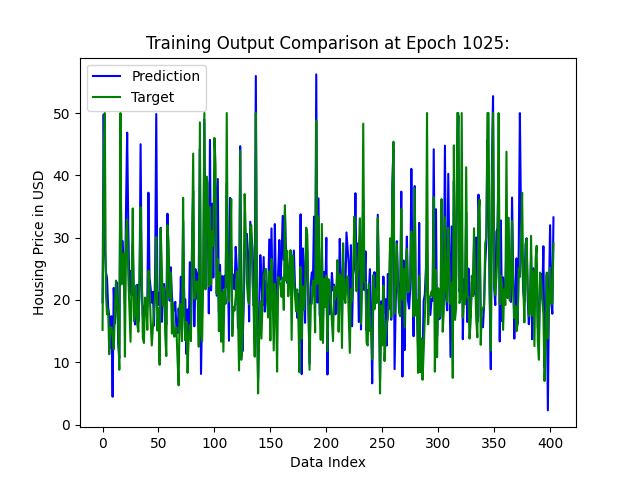 Training Output Comparison at Epoch 1025:
Prediction
Target
Housing Price in USD
50
40
30
20
10
0
0 50 100 150 200 250 300 350 400
Data Index